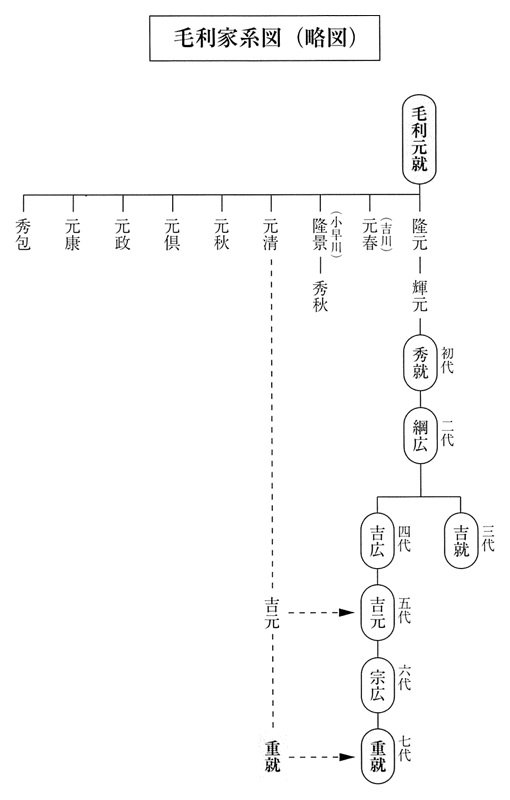 毛利家系図（略図）
毛利元就
隆元
輝元
元春
（吉川）
隆景
（小早川）
秀秋
元清
元秋
元倶
元政
元康
秀包
初代
秀就
二代
綱広
三代
吉就
四代
吉広
五代
吉元
吉元
六代
宗広
七代
重就
重就